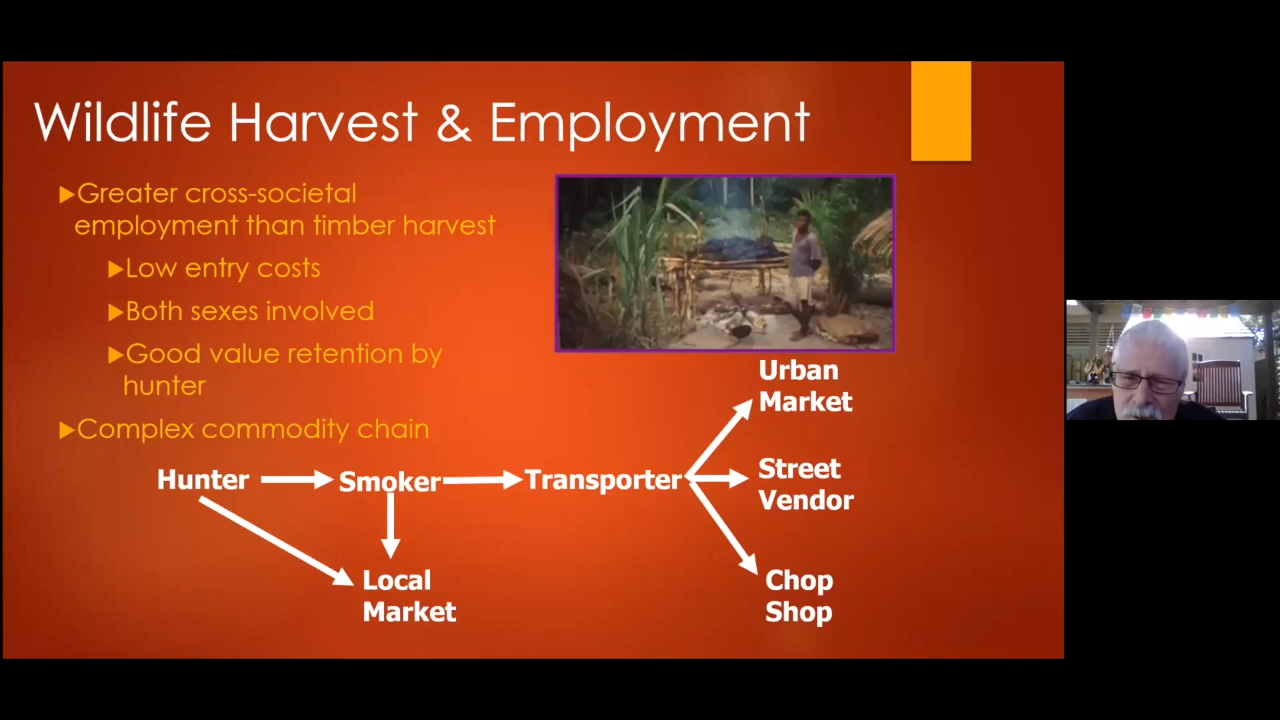 Wildlife Harvest & Employment
▶Greater cross-societal
employment than timber harvest
▶Low entry costs
▶Both sexes involved
▶Good value retention by
hunter
▶Complex commodity chain
Hunter
Smoker
Transporter
Local
Market
Urban
Market
Street
Vendor
Chop
Shop